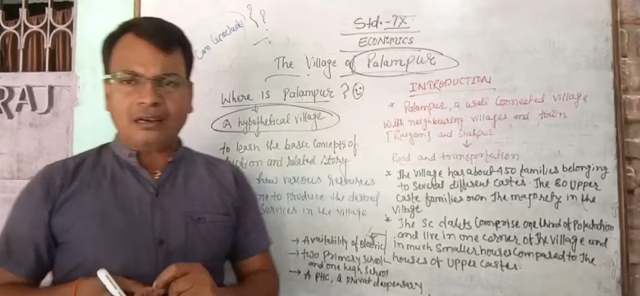 RAJ
Std.-IX
ECONOMICS
The Village of Palampur
Where is Palampur ?
A hypothetical village
to learn the basic concepts of
duction and related story
how various resources
ne to produce the desired
services in the village
→ Availability of electric
→ two Primary School
and one high School
→ A PHC, a private dispensary
INTRODUCTION
* Palampur, a well connected village
with neighbouring villages and town
[Raiganj and Shahpur
Road and transportation
* The village has about 450 families belonging
to several different castes. The 80 Upper
caste families own the majority in the
village
* The SC dalits comprise one third of Population
and live in one corner of the village and
in much smaller houses compared to the
houses of upper castes.